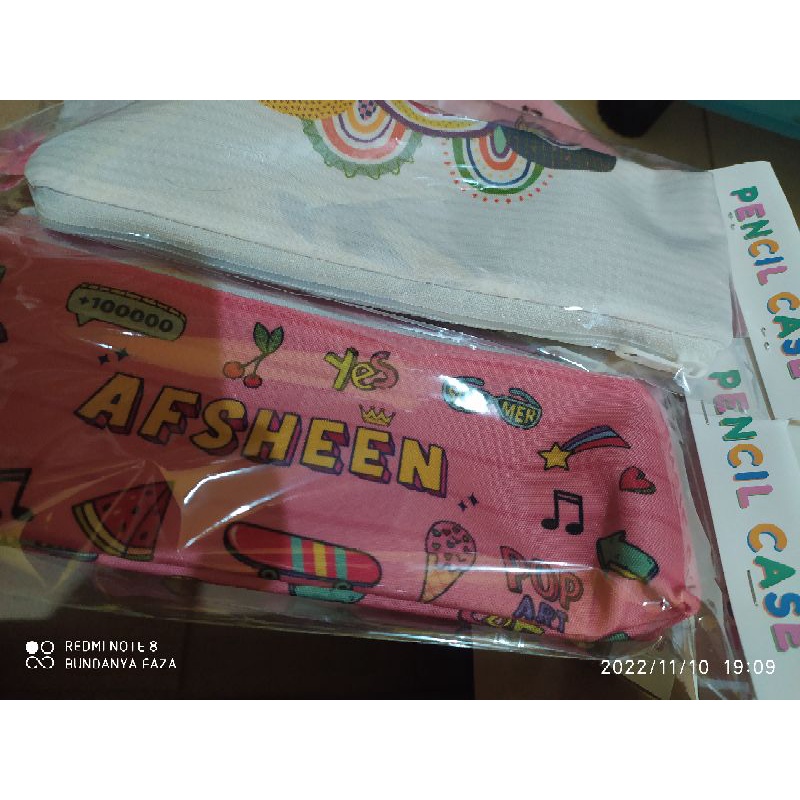 PENCIL CASE
+100000
yes
MER
AFSHEEN
POP
ART
PENCIL CASE
REDMI NOTE 8
BUNDANYA FAZA
2022/11/10 19:09